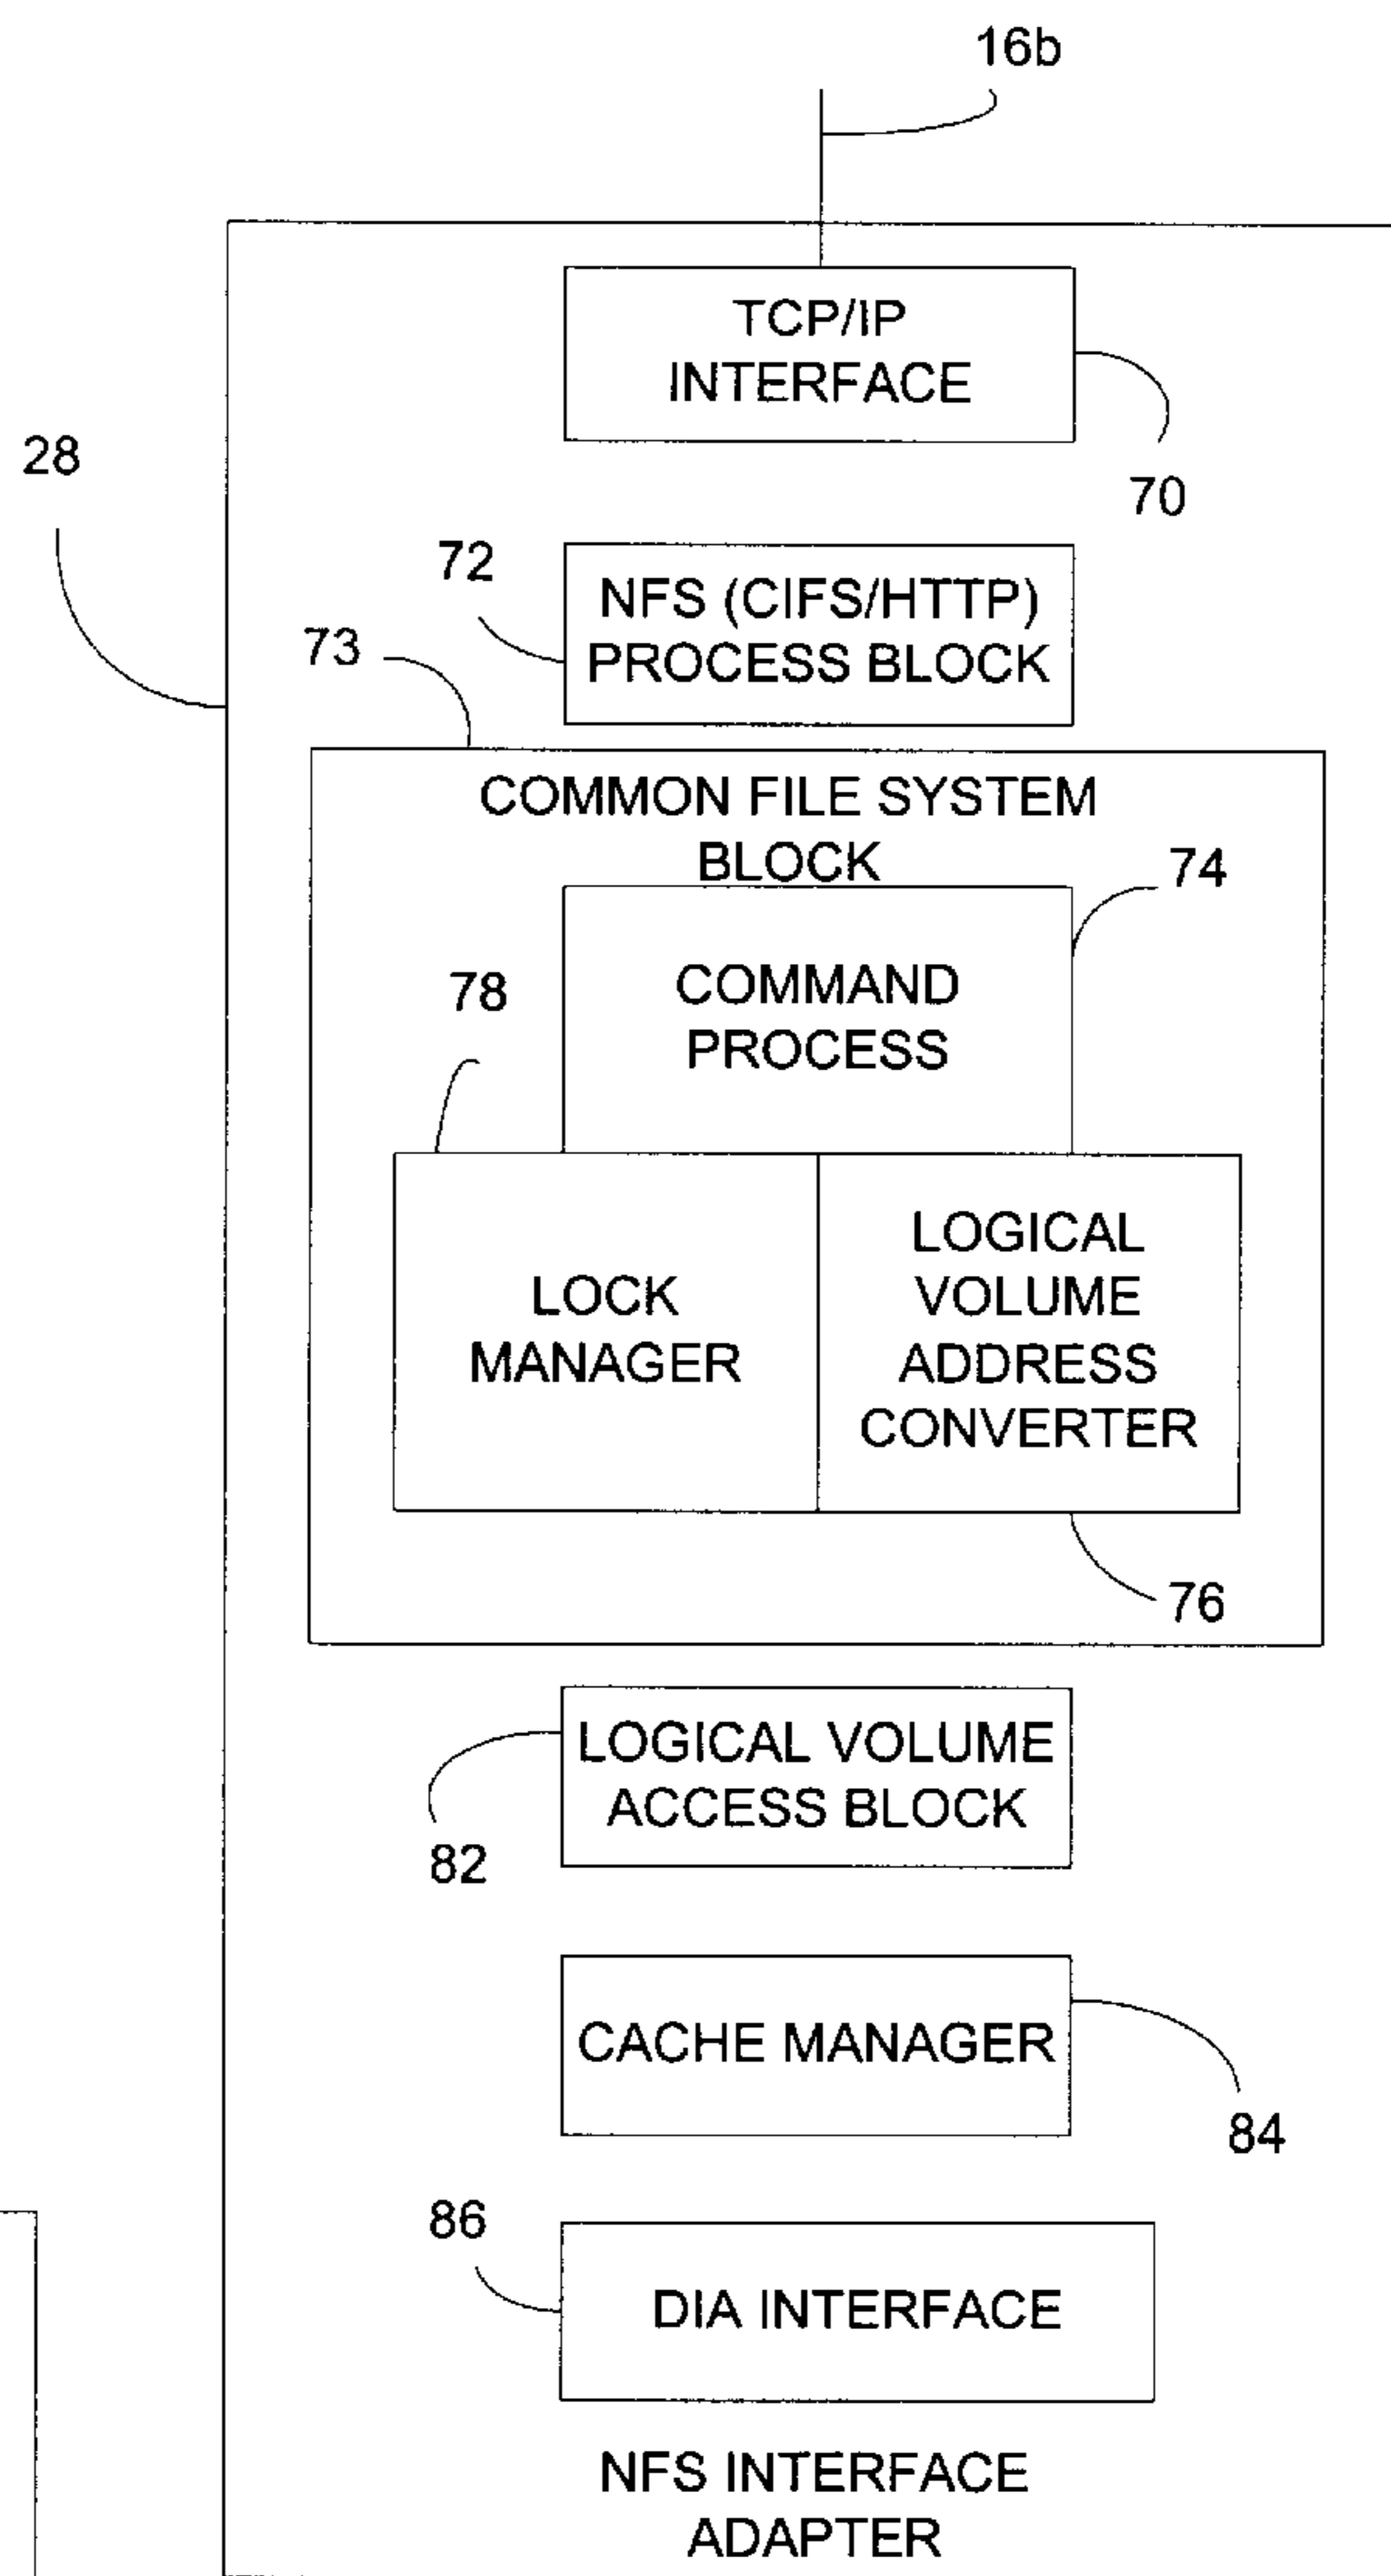 16b
TCP/IP
INTERFACE
28
70
72
NFS (CIFS/HTTP)
PROCESS BLOCK
73
COMMON FILE SYSTEM
BLOCK
74
COMMAND
PROCESS
78
LOCK
MANAGER
LOGICAL
VOLUME
ADDRESS
CONVERTER
76
LOGICAL VOLUME
ACCESS BLOCK
82
CACHE MANAGER
84
86
DIA INTERFACE
NFS INTERFACE
ADAPTER